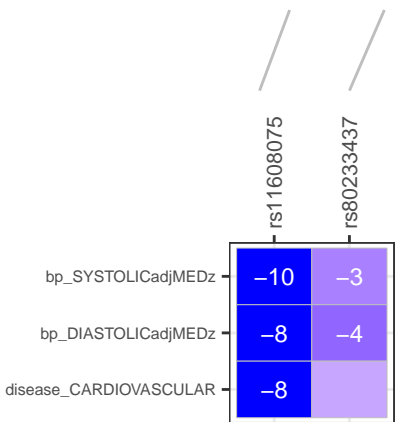 rs11608075
rs80233437
bp_SYSTOLICadjMEDz
−10
−3
bp_DIASTOLICadjMEDz
−8
−4
disease_CARDIOVASCULAR
−8